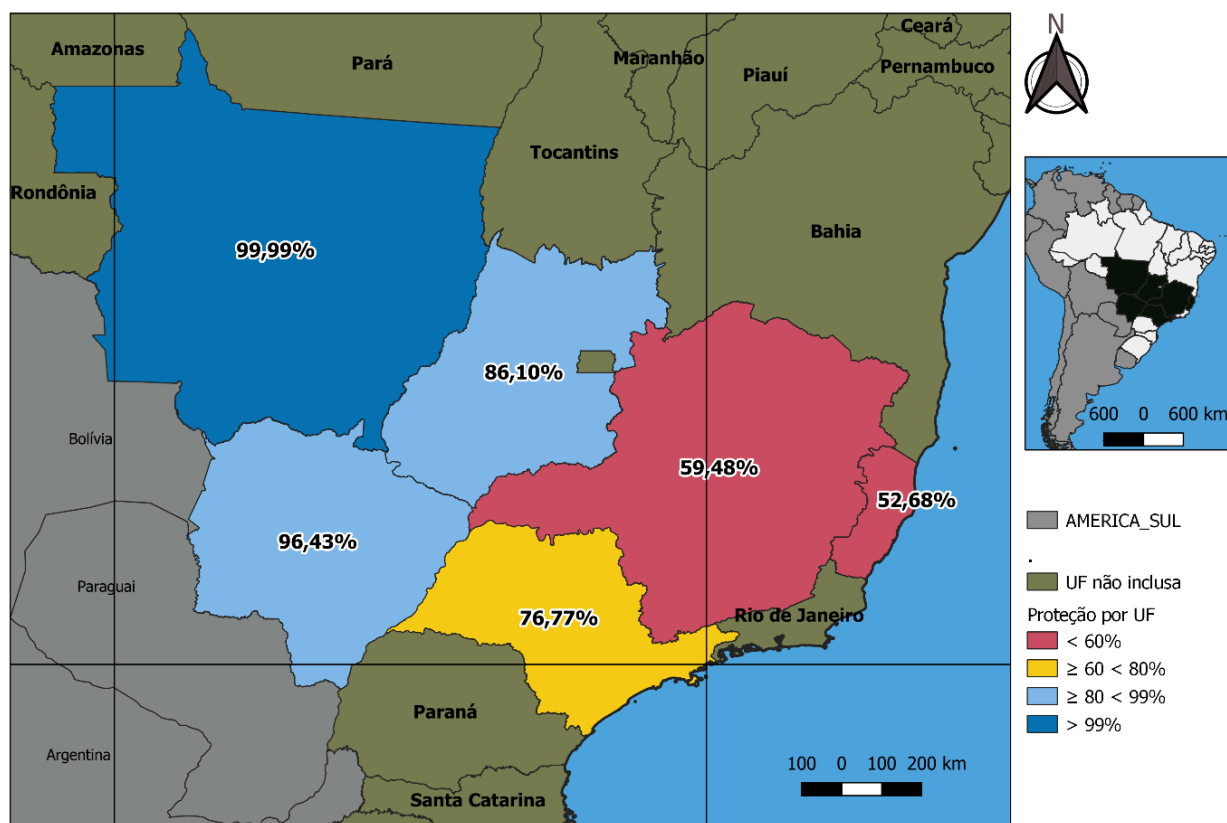 Amazonas
Pará
Maranhão
Piauí
Ceará
Pernambuco
Tocantins
Rondônia
Bahia
99,99%
86,10%
Bolívia
59,48%
52,68%
96,43%
Paraguai
76,77%
Rio de Janeiro
Paraná
Argentina
Santa Catarina
100 0 100 200 km
N
600 0 600 km
AMERICA_SUL
.
UF não inclusa
Proteção por UF
< 60%
≥ 60 < 80%
≥ 80 < 99%
> 99%